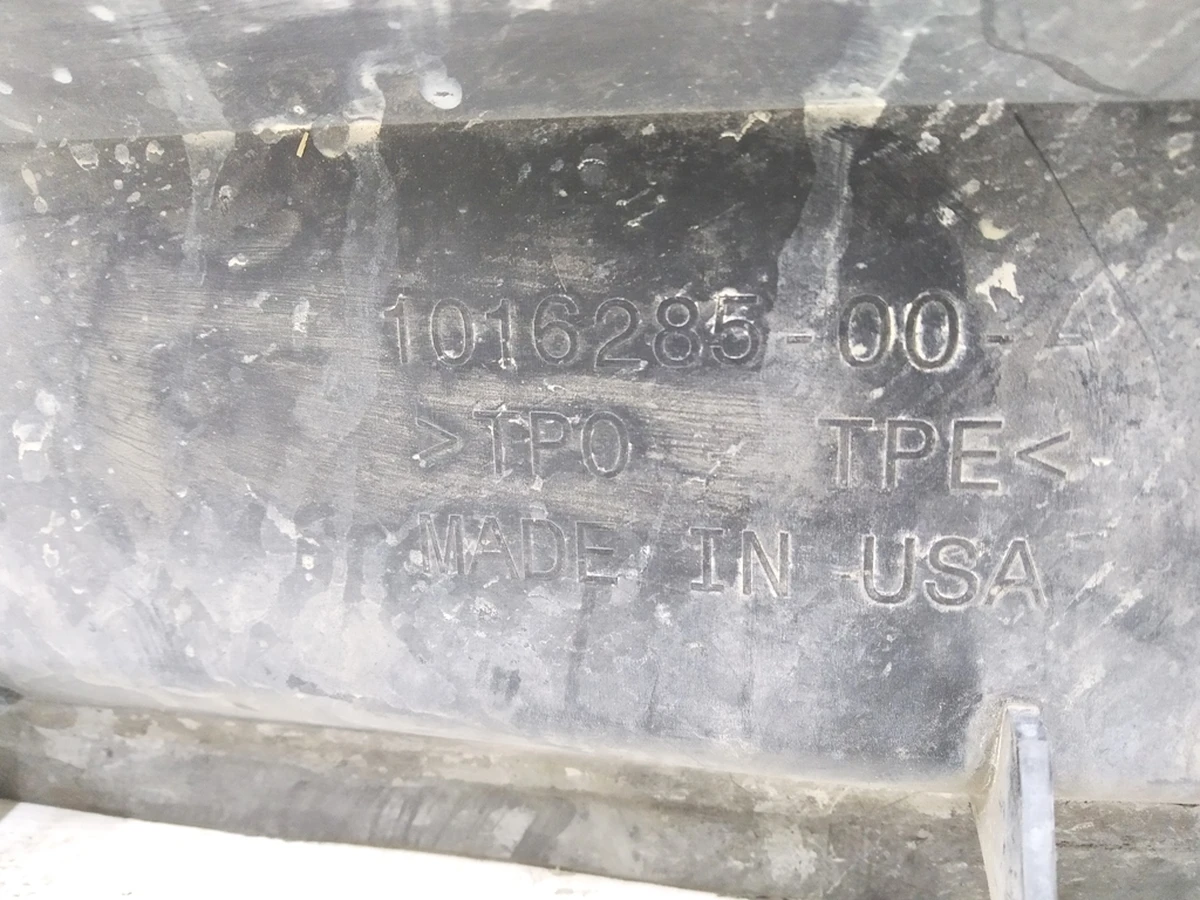 1016285-00-A
>TPO - TPE<
MADE IN USA